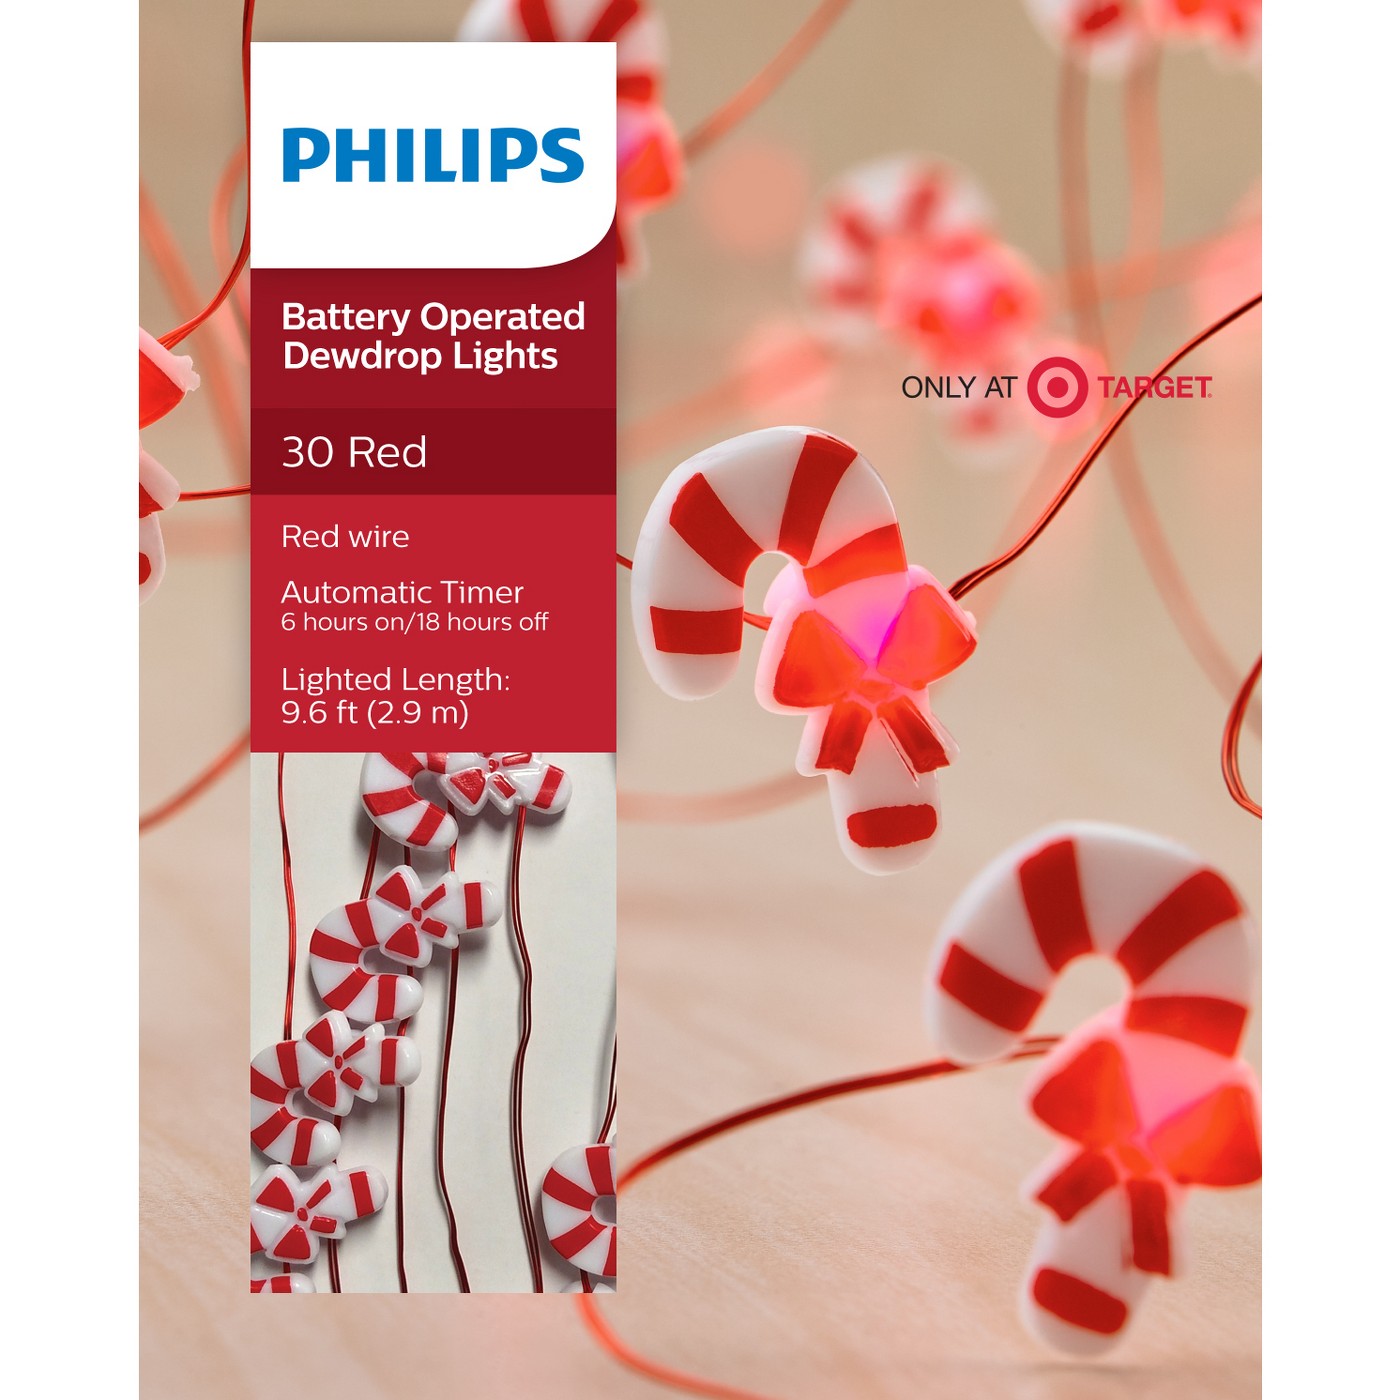 PHILIPS
Battery Operated
Dewdrop Lights
30 Red
Red wire
Automatic Timer
6 hours on/18 hours off
Lighted Length:
9.6 ft (2.9 m)
ONLY AT TARGET